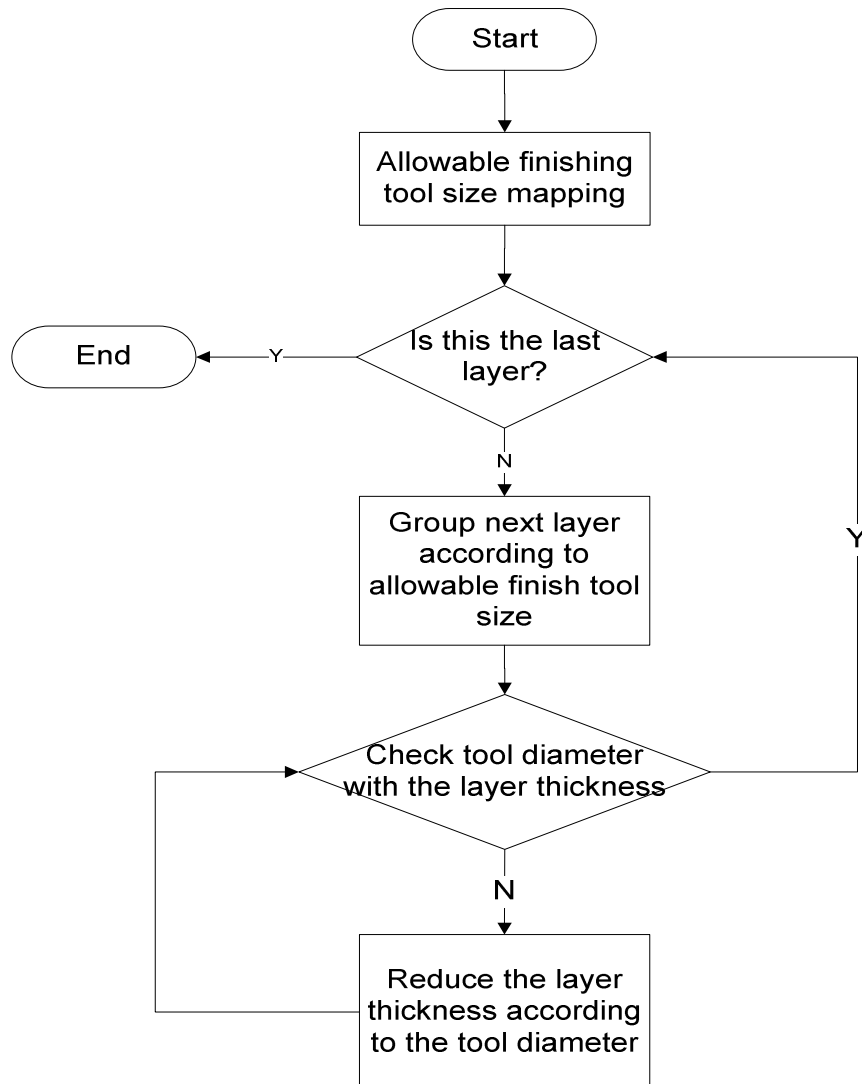 Start
Allowable finishing
tool size mapping
Is this the last
layer?
Y
End
N
Group next layer
according to
allowable finish tool
size
Y
Check tool diameter
with the layer thickness
N
Reduce the layer
thickness according
to the tool diameter